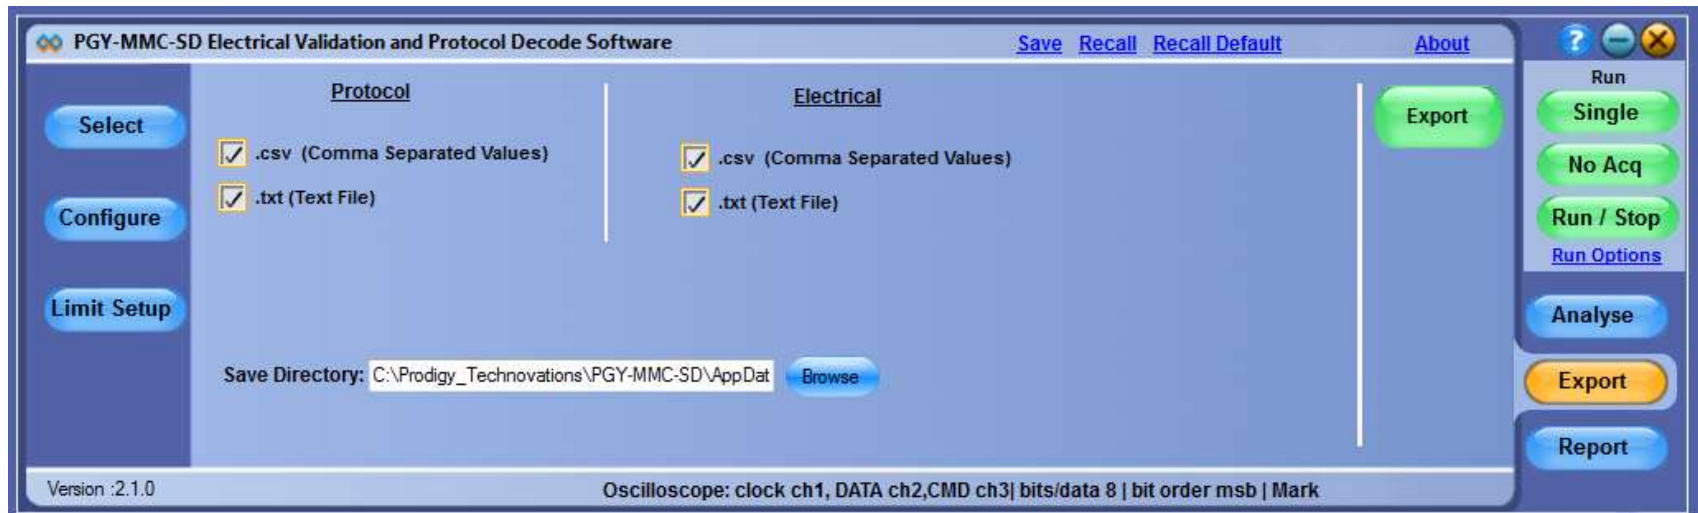 PGY-MMC-SD Electrical Validation and Protocol Decode Software
Save Recall Recall Default
About
?
Select
Configure
Limit Setup
Protocol
.csv (Comma Separated Values)
.txt (Text File)
Electrical
.csv (Comma Separated Values)
.txt (Text File)
Save Directory: C:\Prodigy_Technovations\PGY-MMC-SD\AppDat Browse
Export
Run
Single
No Acq
Run / Stop
Run Options
Analyse
Export
Report
Version :2.1.0
Oscilloscope: clock ch1, DATA ch2,CMD ch3| bits/data 8 | bit order msb | Mark